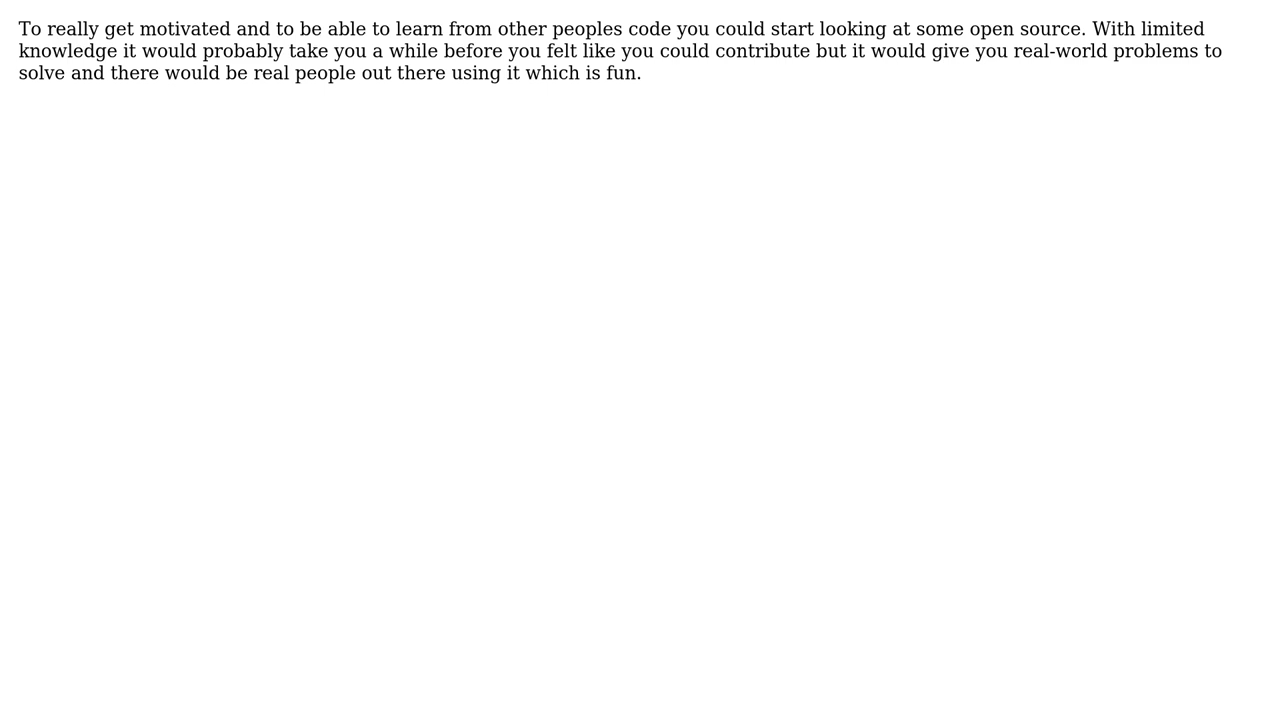 To really get motivated and to be able to learn from other peoples code you could start looking at some open source. With limited
knowledge it would probably take you a while before you felt like you could contribute but it would give you real-world problems to
solve and there would be real people out there using it which is fun.